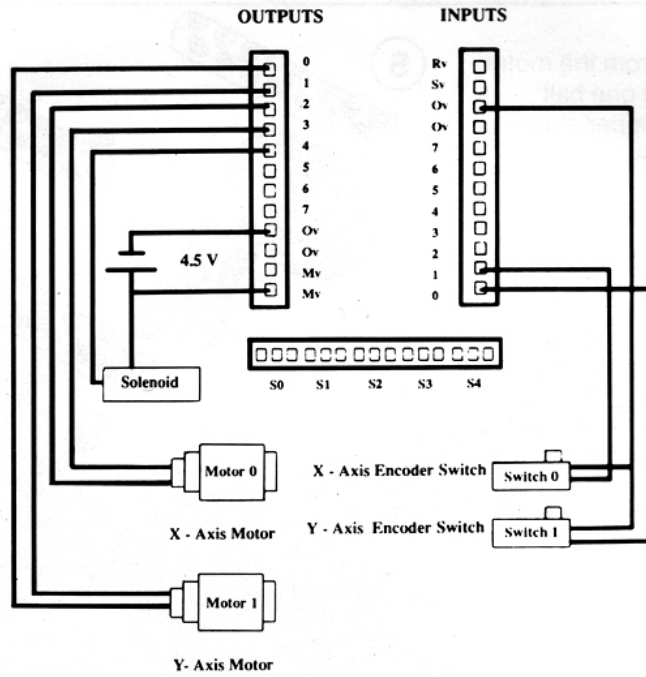 OUTPUTS
INPUTS
0
1
2
3
4
5
6
7
Ov
Ov
Mv
Mv
Rv
Sv
Ov
Ov
7
6
5
4
3
2
1
0
4.5 V
Solenoid
S0 S1 S2 S3 S4
Motor 0
X - Axis Motor
X - Axis Encoder Switch
Switch 0
Y - Axis Encoder Switch
Switch 1
Motor 1
Y- Axis Motor